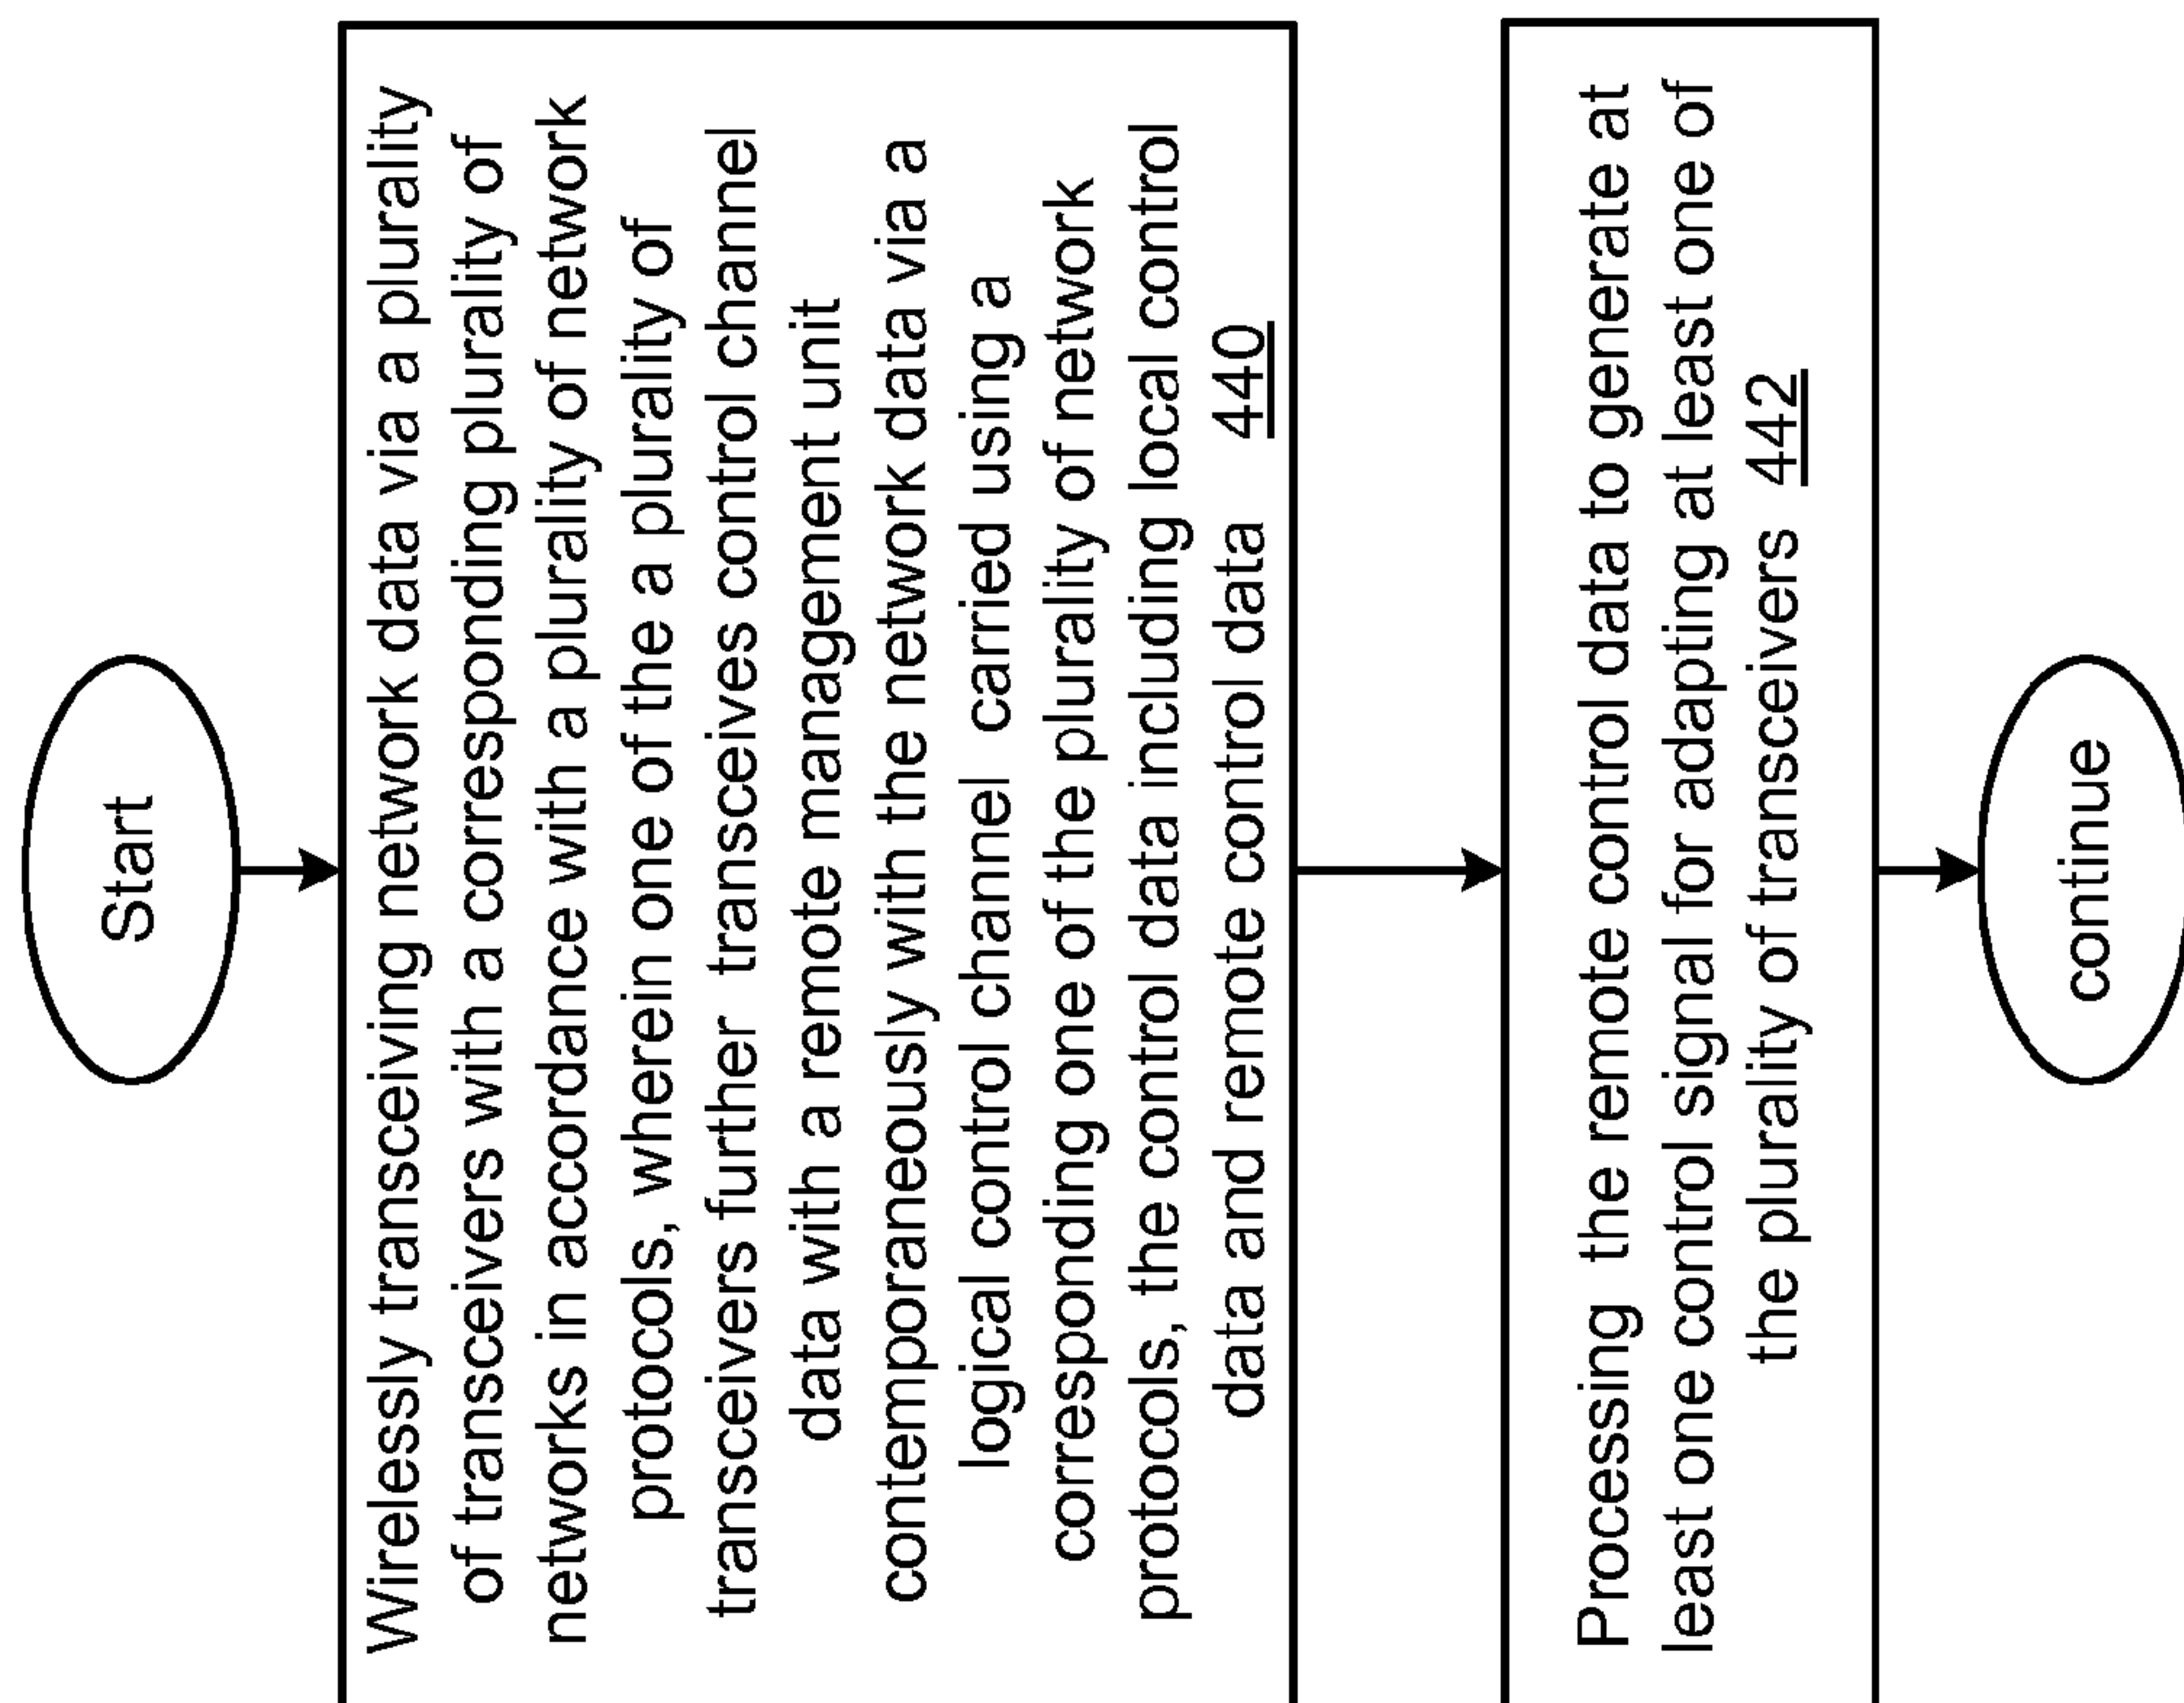 Start
Wirelessly transceiving network data via a plurality
of transceivers with a corresponding plurality of
networks in accordance with a plurality of network
protocols, wherein one of the a plurality of
transceivers further transceives control channel
data with a remote management unit
contemporaneously with the network data via a
logical control channel carried using a
corresponding one of the plurality of network
protocols, the control data including local control
data and remote control data 440
Processing the remote control data to generate at
least one control signal for adapting at least one of
the plurality of transceivers 442
continue